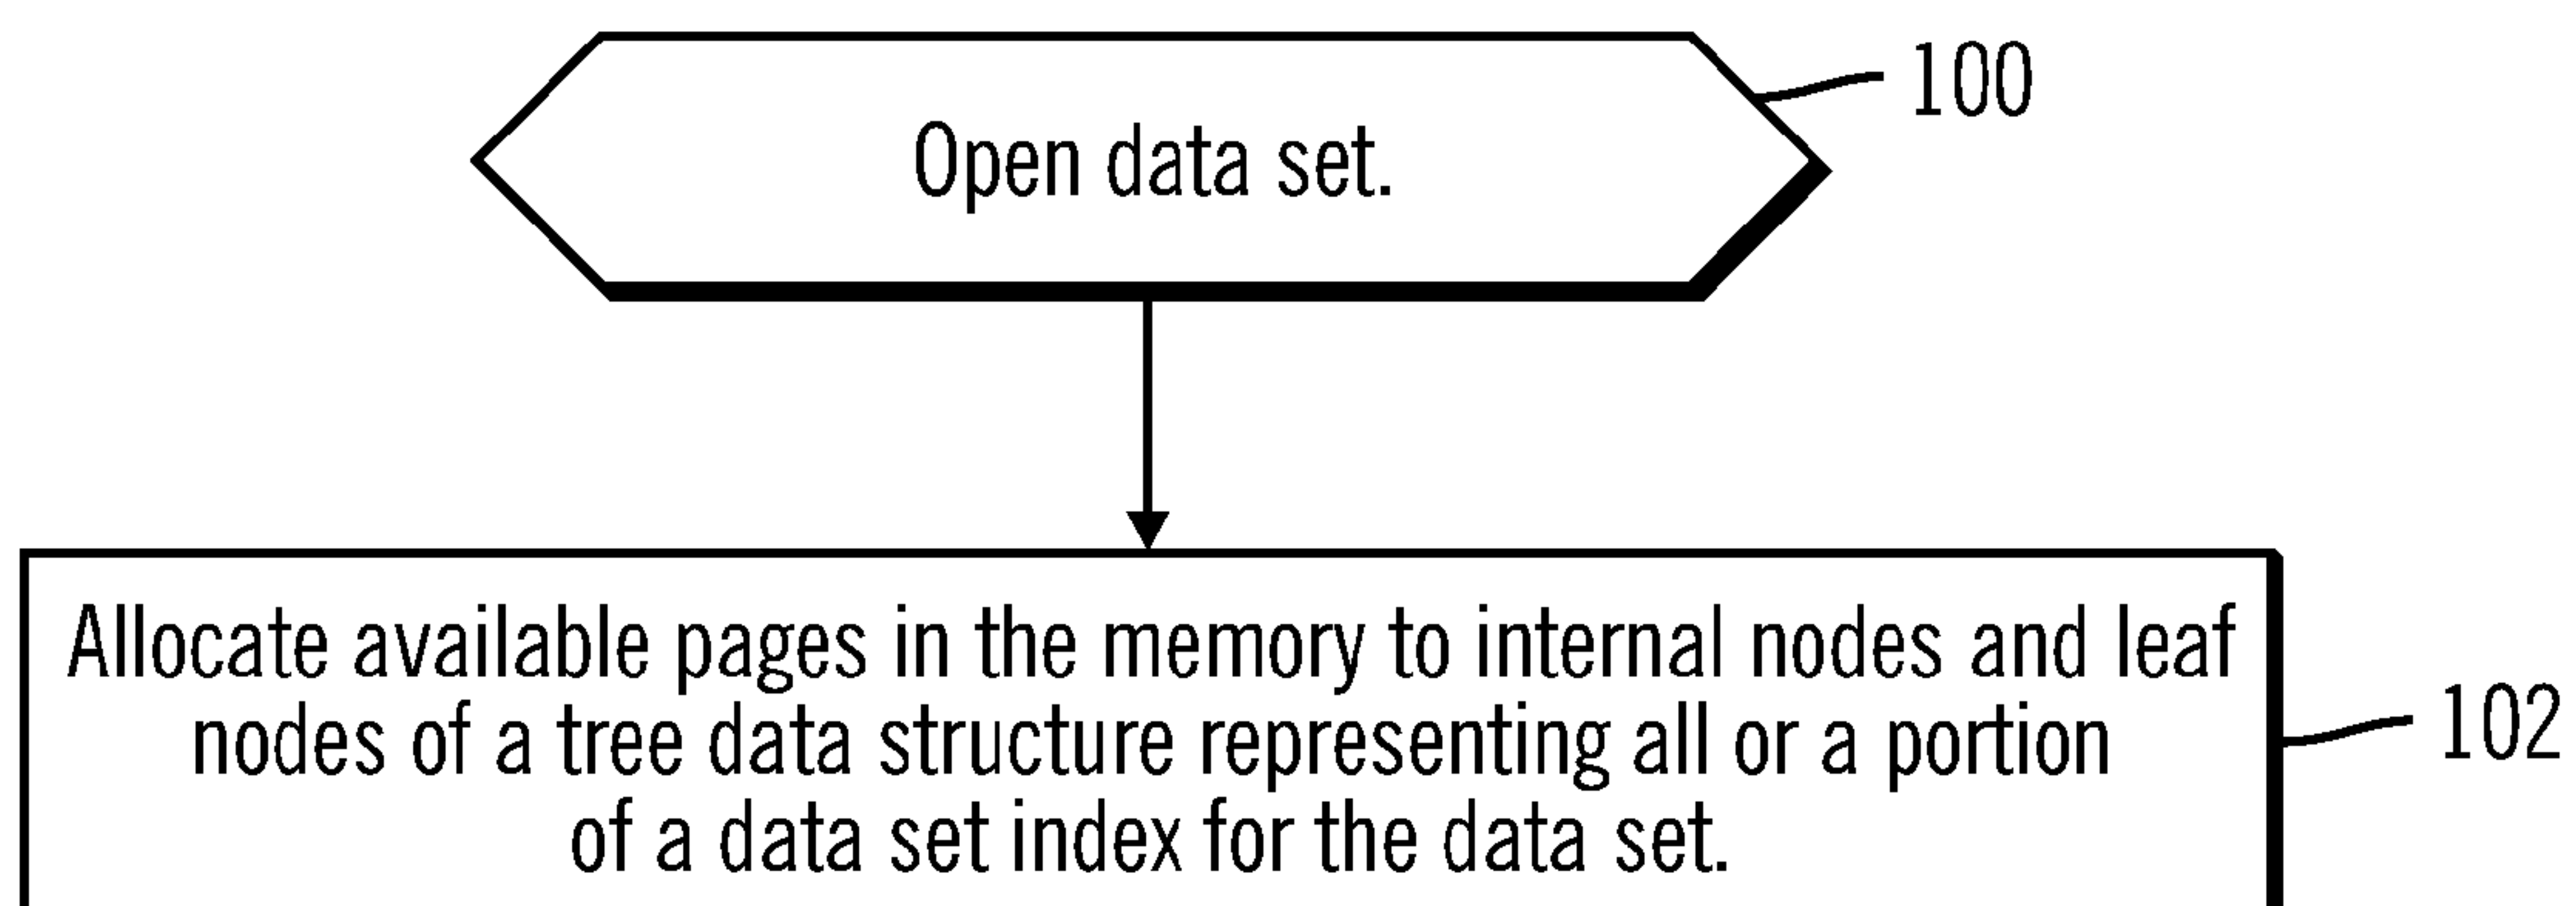 100
Open data set.
Allocate available pages in the memory to internal nodes and leaf
nodes of a tree data structure representing all or a portion
of a data set index for the data set.
102